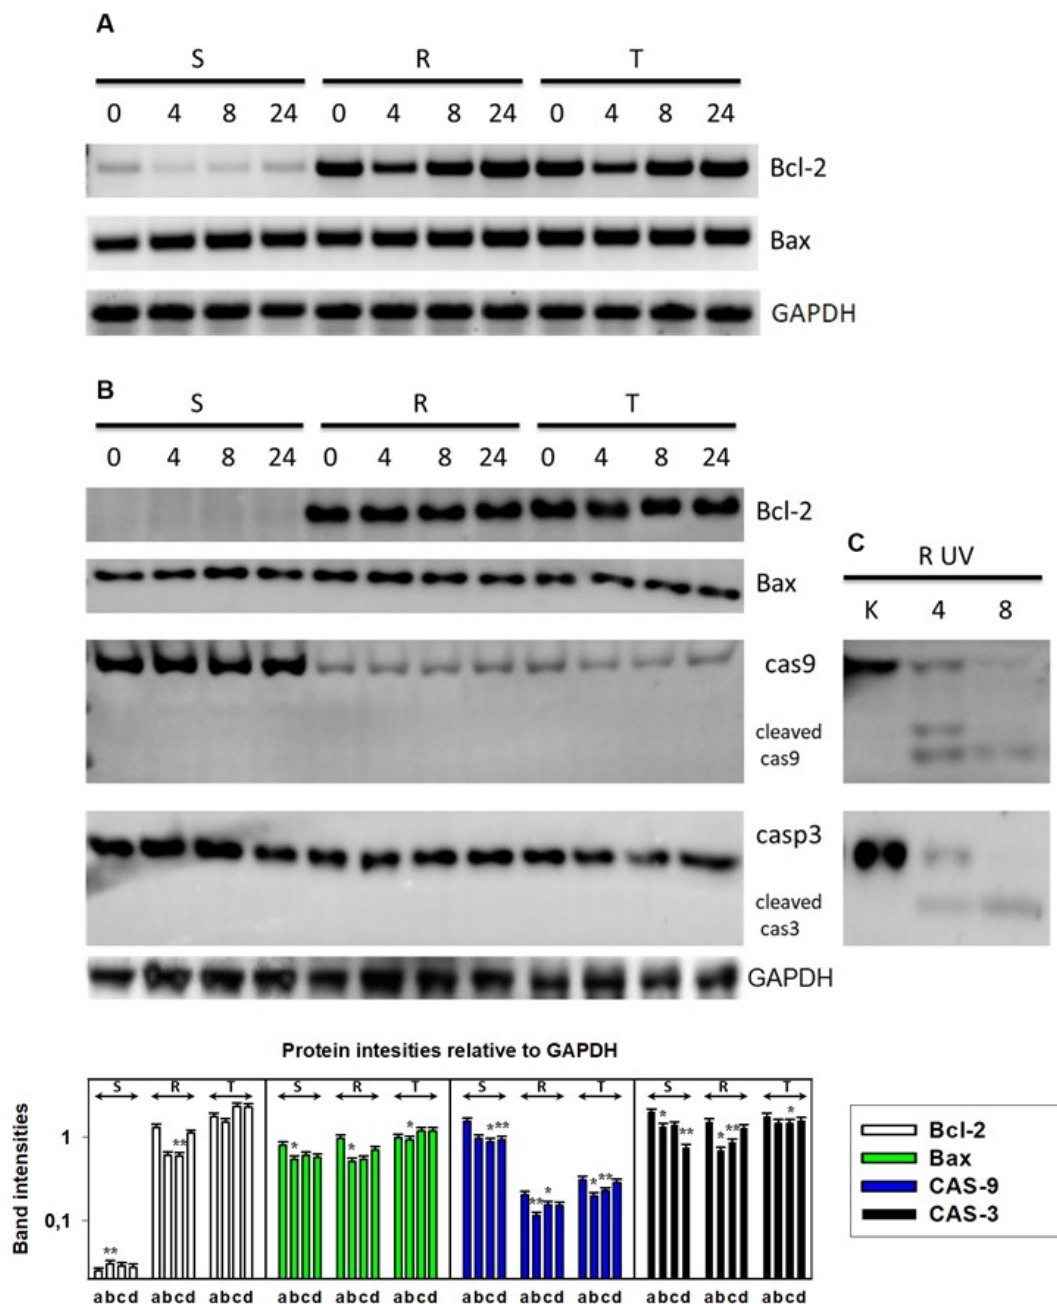 A
S R T
0 4 8 24 0 4 8 24 0 4 8 24
Bcl-2
Bax
GAPDH
B
S R T
0 4 8 24 0 4 8 24 0 4 8 24
Bcl-2
Bax
cas9
cleaved
cas9
casp3
cleaved
cas3
GAPDH
C
R UV
K 4 8
Protein intesities relative to GAPDH
S R T S R T S R T S R T
Band intensities
1
0,1
** ** * * * * ** ** * * ** * ** * ** *
abcd abcd abcd abcd abcd abcd abcd abcd abcd abcd abcd abcd
Bcl-2
Bax
CAS-9
CAS-3